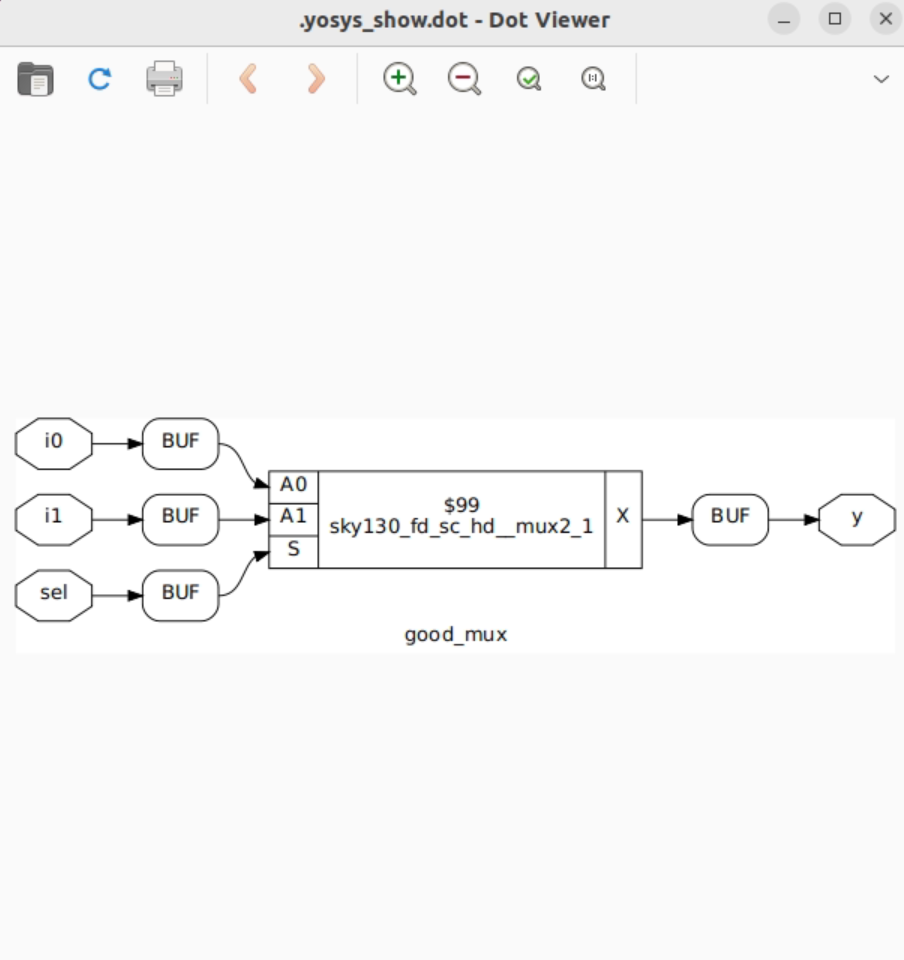 .yosys_show.dot - Dot Viewer
i0
BUF
A0
i1
BUF
A1
$99
sky130_fd_sc_hd__mux2_1
X
BUF
y
S
sel
BUF
good_mux